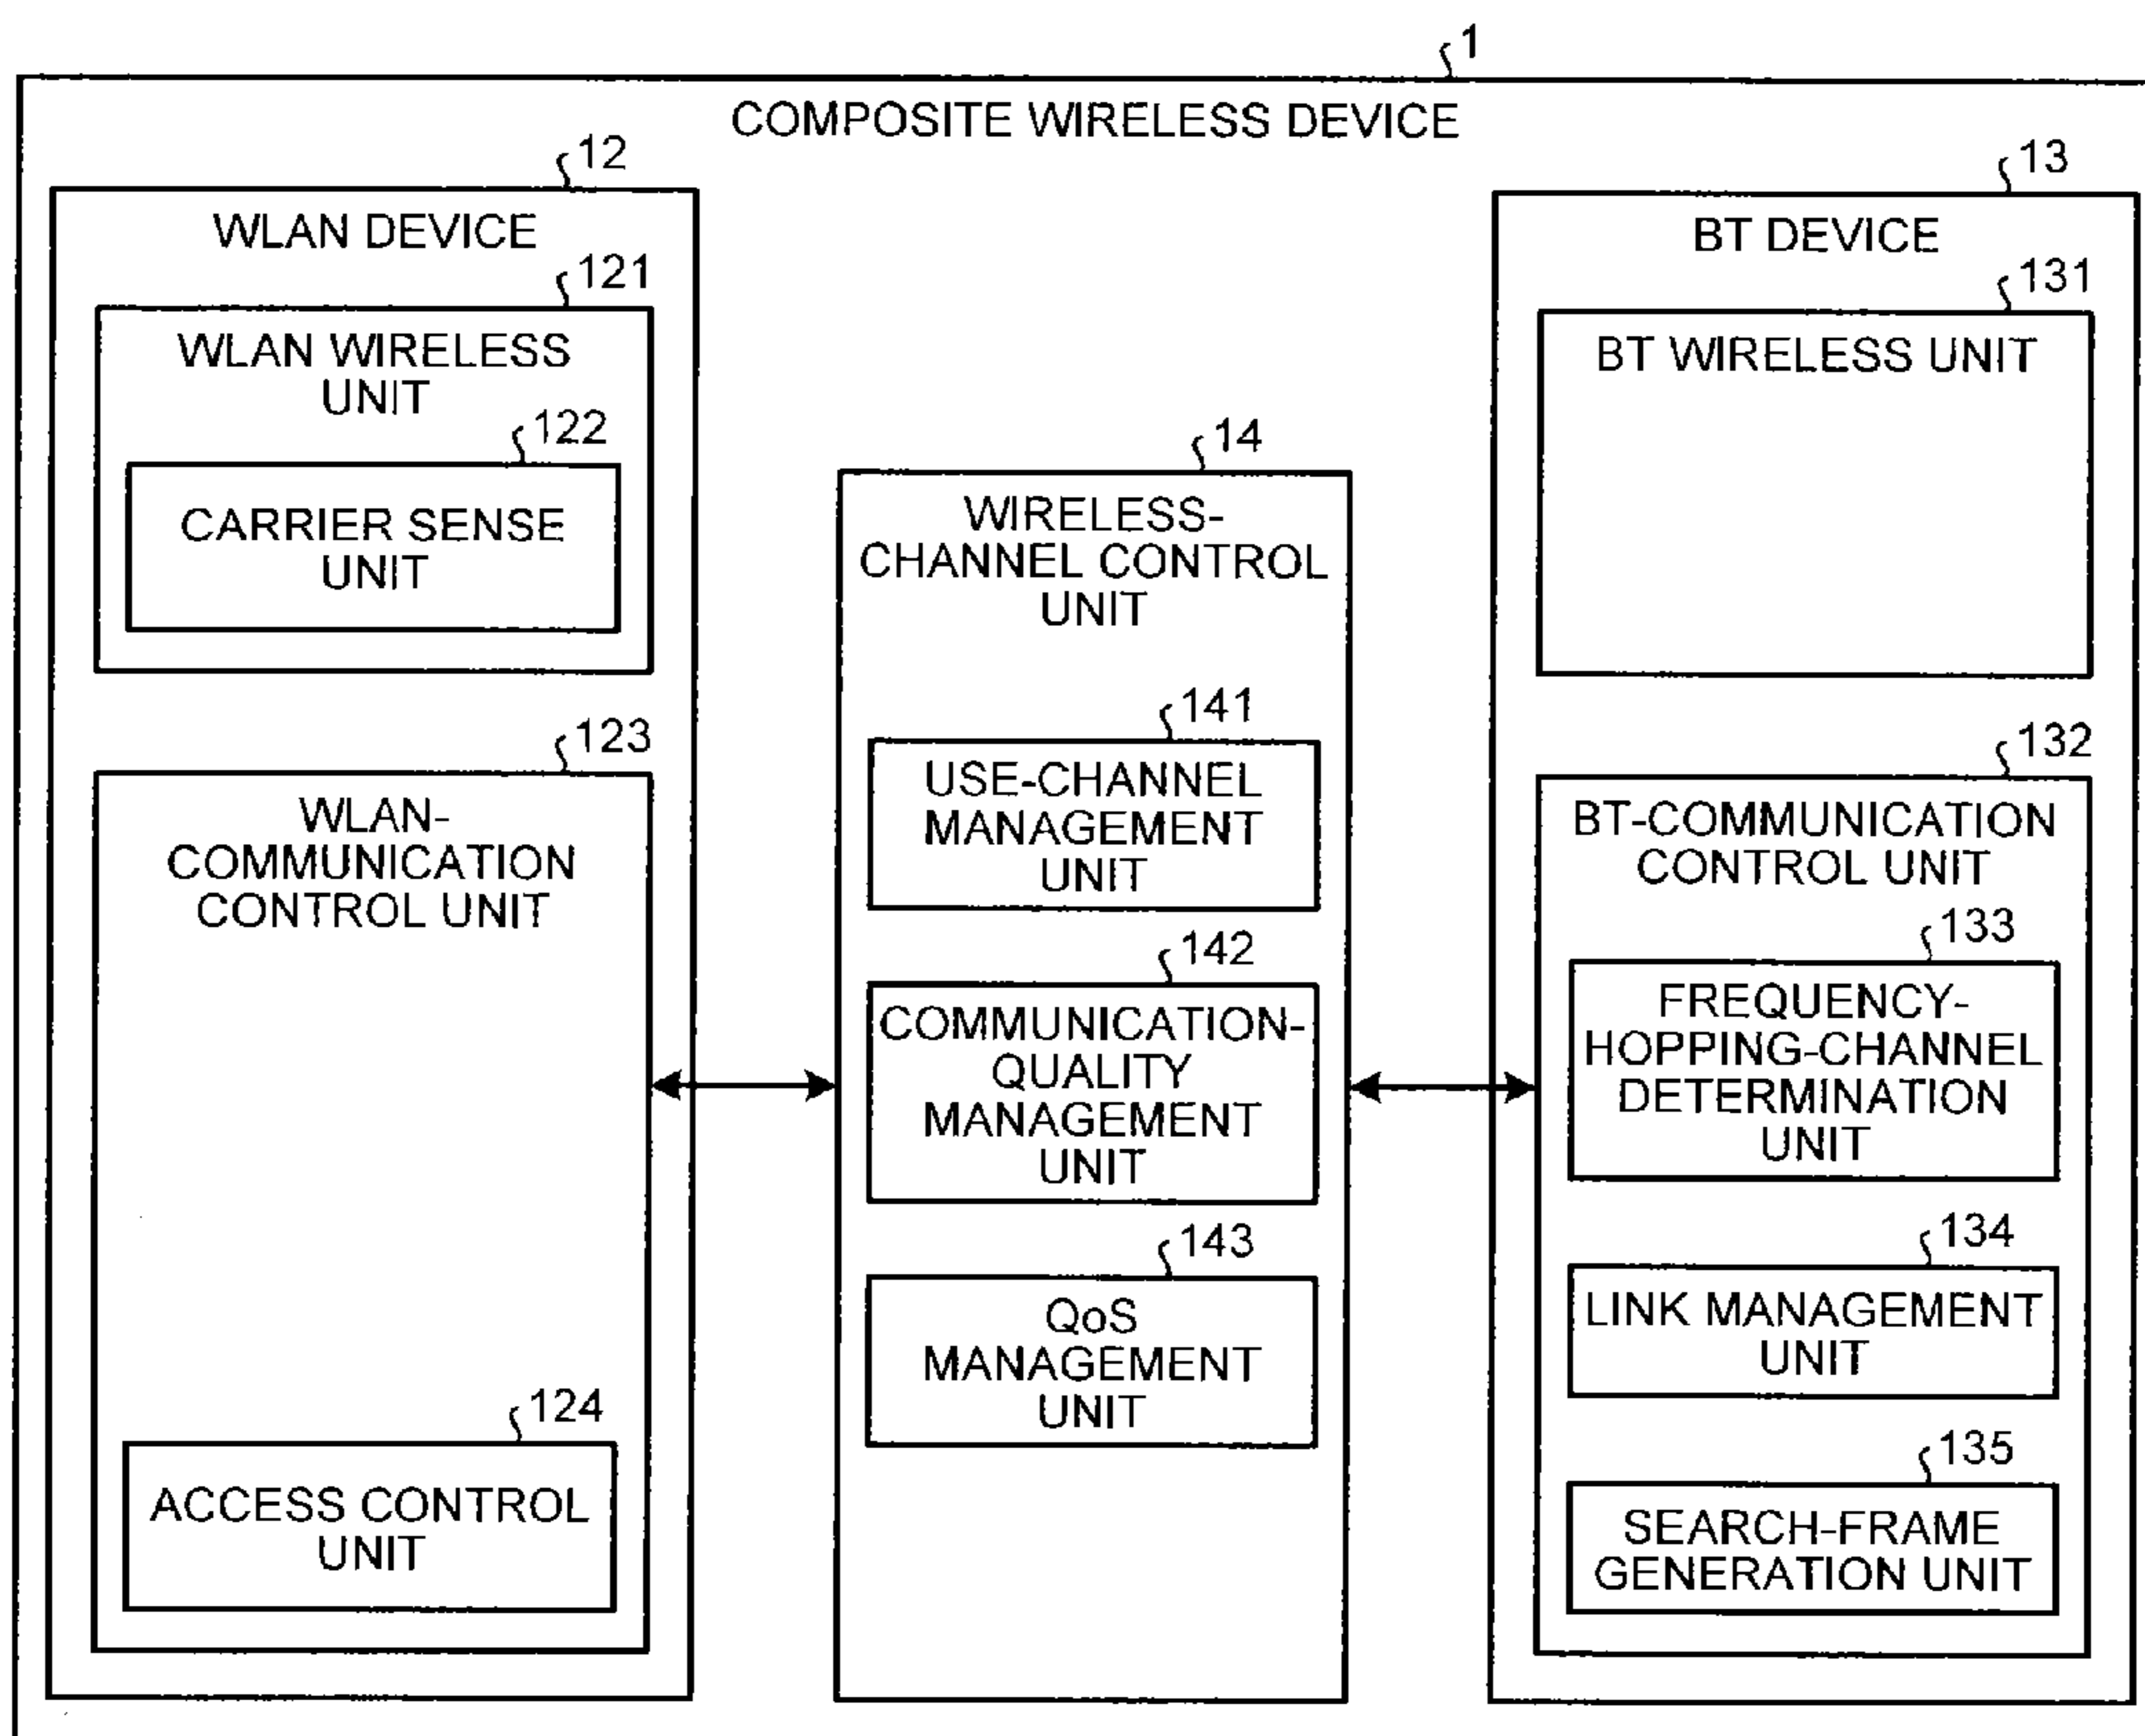 1
COMPOSITE WIRELESS DEVICE
12
WLAN DEVICE
121
WLAN WIRELESS
UNIT
122
CARRIER SENSE
UNIT
123
WLAN-
COMMUNICATION
CONTROL UNIT
124
ACCESS CONTROL
UNIT
14
WIRELESS-
CHANNEL CONTROL
UNIT
141
USE-CHANNEL
MANAGEMENT
UNIT
142
COMMUNICATION-
QUALITY
MANAGEMENT
UNIT
143
QoS
MANAGEMENT
UNIT
13
BT DEVICE
131
BT WIRELESS UNIT
132
BT-COMMUNICATION
CONTROL UNIT
133
FREQUENCY-
HOPPING-CHANNEL
DETERMINATION
UNIT
134
LINK MANAGEMENT
UNIT
135
SEARCH-FRAME
GENERATION UNIT